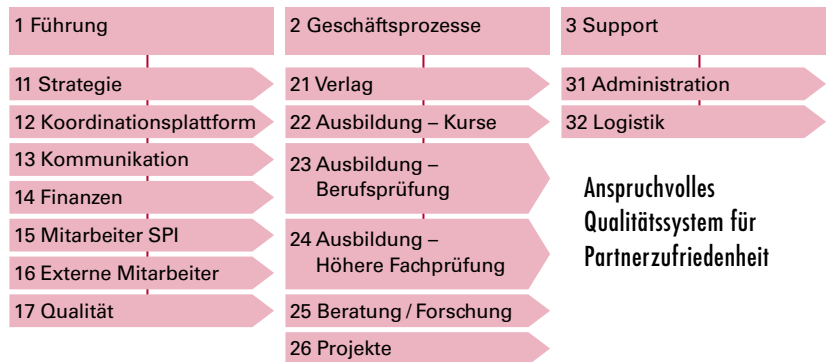 1 Führung
11 Strategie
12 Koordinationsplattform
13 Kommunikation
14 Finanzen
15 Mitarbeiter SPI
16 Externe Mitarbeiter
17 Qualität
2 Geschäftsprozesse
21 Verlag
22 Ausbildung – Kurse
23 Ausbildung –
Berufsprüfung
24 Ausbildung –
Höhere Fachprüfung
25 Beratung / Forschung
26 Projekte
3 Support
31 Administration
32 Logistik
Anspruchvolles
Qualitätssystem für
Partnerzufriedenheit